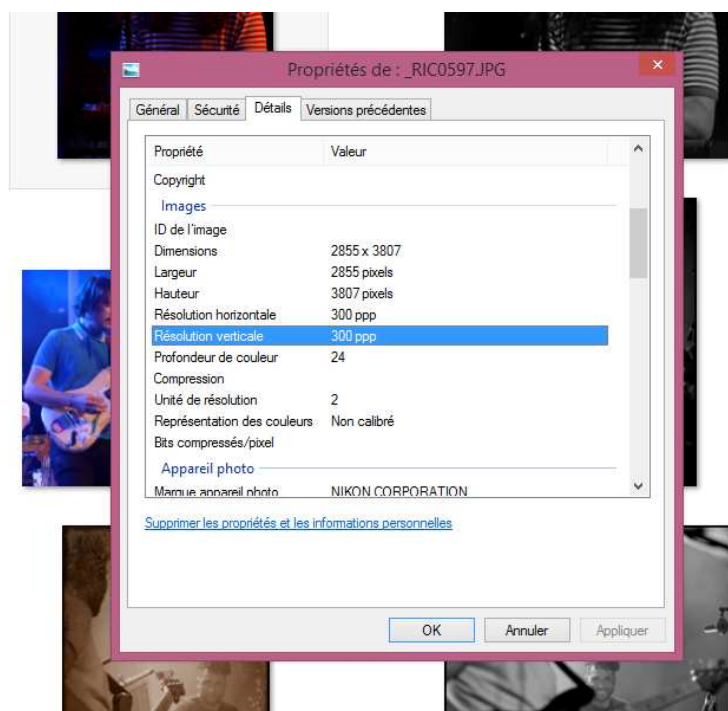 Propriétés de : _RIC0597.JPG
Général Sécurité Détails Versions précédentes
Propriété Valeur
Copyright
Images
ID de l'image
Dimensions 2855 x 3807
Largeur 2855 pixels
Hauteur 3807 pixels
Résolution horizontale 300 ppp
Résolution verticale 300 ppp
Profondeur de couleur 24
Compression
Unité de résolution 2
Représentation des couleurs Non calibré
Bits compressés/pixel
Appareil photo
Marque appareil photo NIKON CORPORATION
Supprimer les propriétés et les informations personnelles
OK Annuler Appliquer